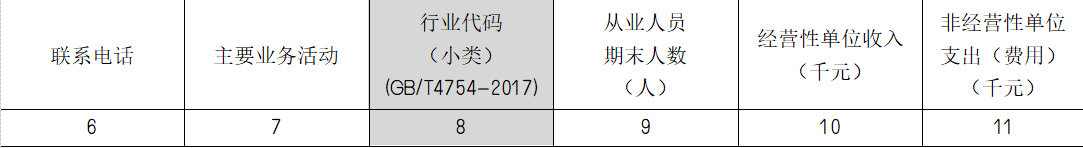 联系电话
主要业务活动
行业代码
（小类）
(GB/T4754-2017)
从业人员
期末人数
（人）
经营性单位收入
（千元）
非经营性单位
支出（费用）
（千元）
6
7
8
9
10
11